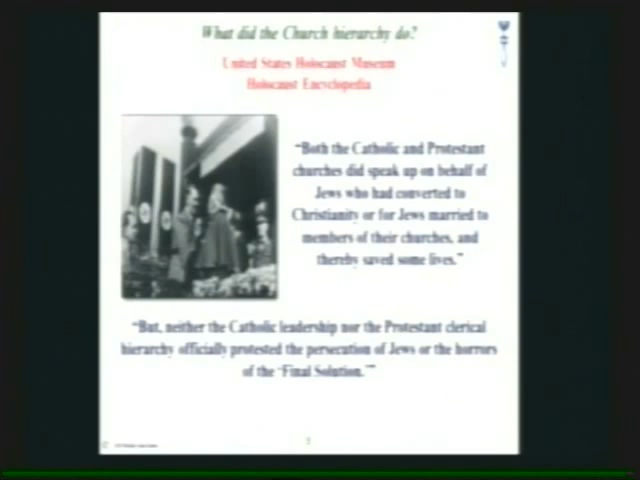 What did the Church hierarchy do?
United States Holocaust Museum
Holocaust Encyclopedia
"Both the Catholic and Protestant
churches did speak up on behalf of
Jews who had converted to
Christianity or for Jews married to
members of their churches, and
thereby saved some lives."
"But, neither the Catholic leadership nor the Protestant clerical
hierarchy officially protested the persecution of Jews or the horrors
of the 'Final Solution.'"